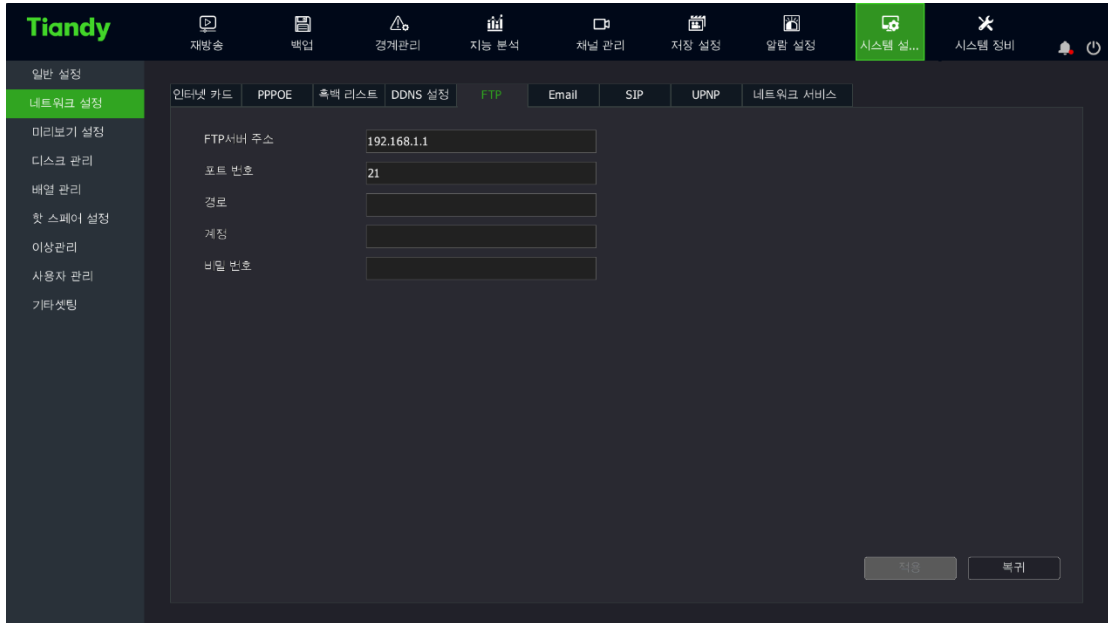 Tiandy
재방송 백업 경계관리 지능 분석 채널 관리 저장 설정 알람 설정 시스템 설... 시스템 정비
일반 설정
네트워크 설정
미리보기 설정
디스크 관리
배열 관리
핫 스페어 설정
이상관리
사용자 관리
기타셋팅
인터넷 카드 PPPOE 흑백 리스트 DDNS 설정 FTP Email SIP UPNP 네트워크 서비스
FTP서버 주소 192.168.1.1
포트 번호 21
경로
계정
비밀 번호
적용 복귀